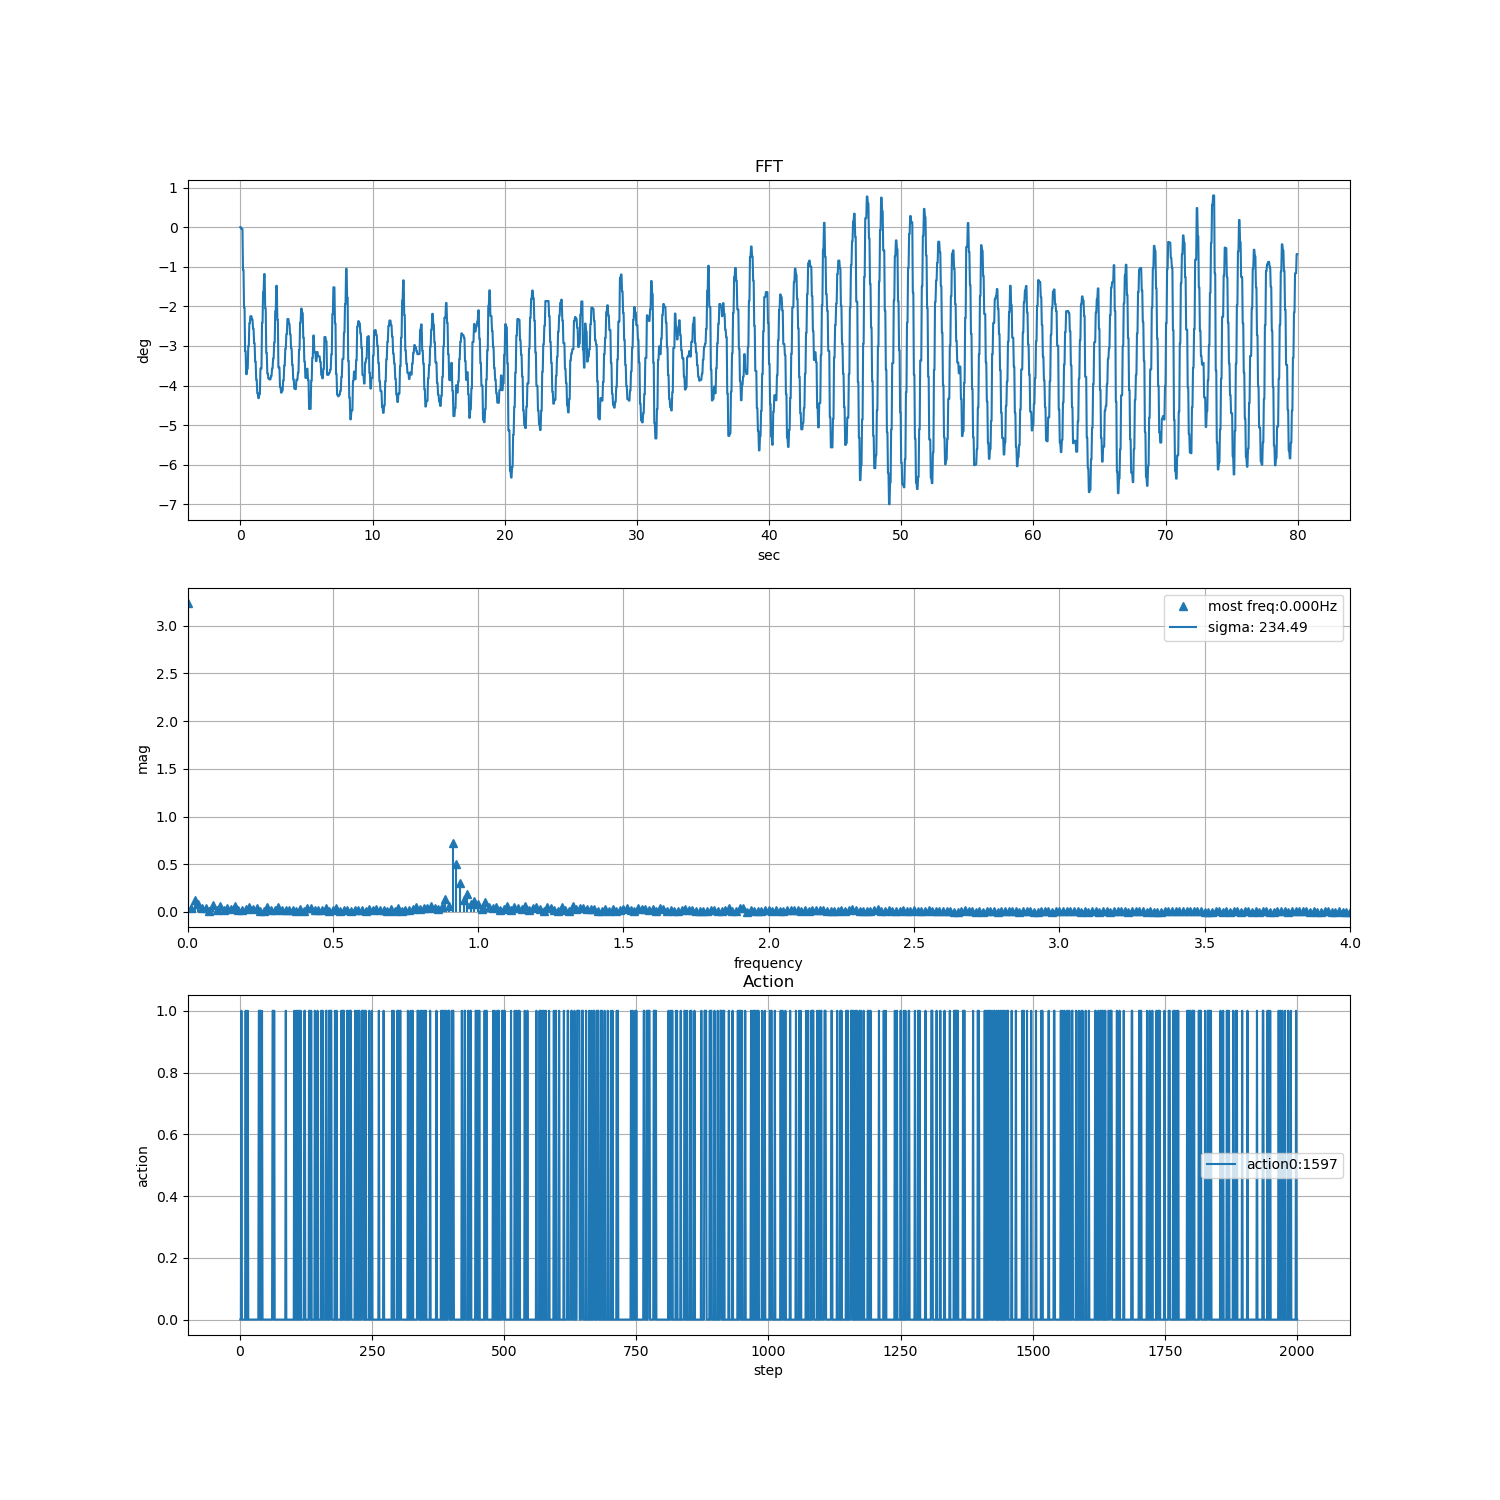 FFT
1
0
−1
−2
−3
−4
−5
−6
−7
deg
0 10 20 30 40 50 60 70 80
sec
most freq:0.000Hz
sigma: 234.49
3.0
2.5
2.0
1.5
1.0
0.5
0.0
mag
0.0 0.5 1.0 1.5 2.0 2.5 3.0 3.5 4.0
frequency
Action
1.0
0.8
0.6
0.4
0.2
0.0
action
action0:1597
0 250 500 750 1000 1250 1500 1750 2000
step